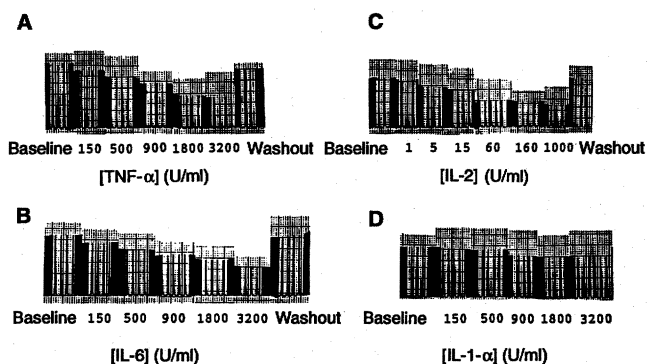 A
Baseline 150 500 900 1800 3200 Washout
[TNF-α] (U/ml)
B
Baseline 150 500 900 1800 3200 Washout
[IL-6] (U/ml)
C
Baseline 1 5 15 60 160 1000 Washout
[IL-2] (U/ml)
D
Baseline 150 500 900 1800 3200
[IL-1-α] (U/ml)